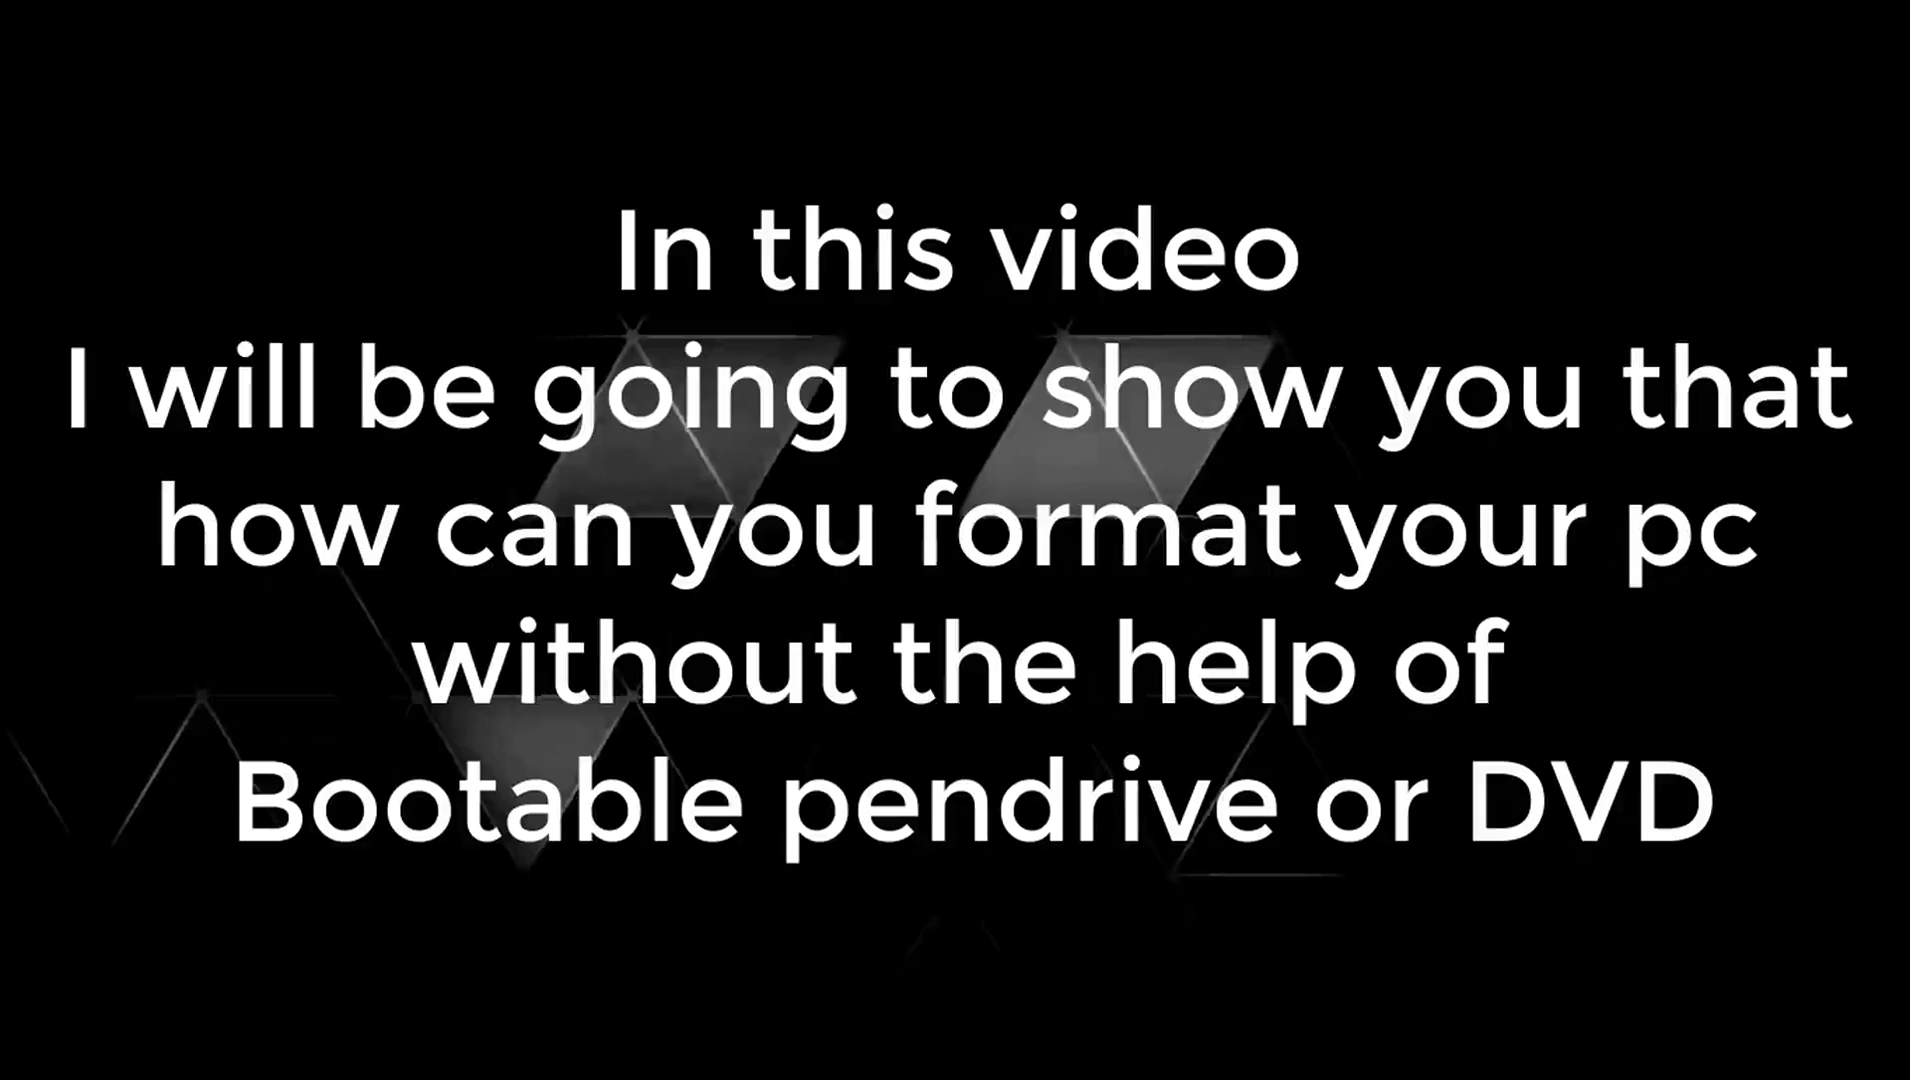 In this video
I will be going to show you that
how can you format your pc
without the help of
Bootable pendrive or DVD